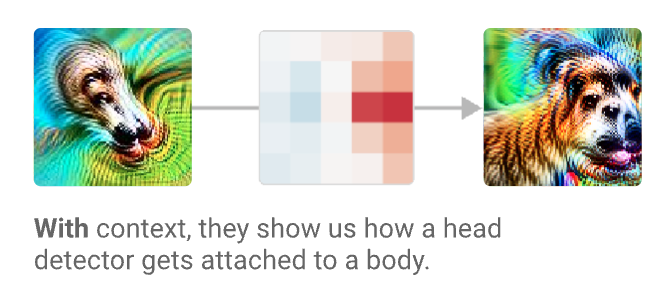 With context, they show us how a head
detector gets attached to a body.